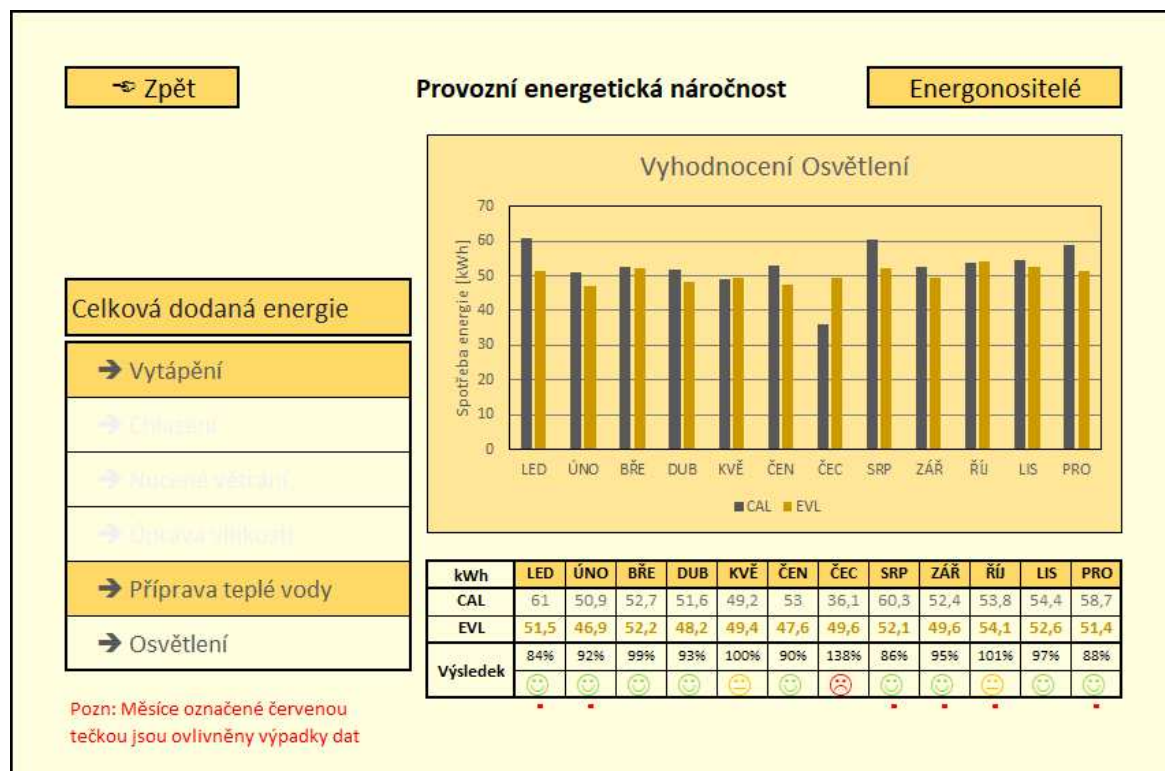 Zpět
Provozní energetická náročnost
Energonositelé
Vyhodnocení Osvětlení
Spotřeba energie [kWh]
70
60
50
40
30
20
10
0
LED ÚNO BŘE DUB KVĚ ČEN ČEC SRP ZÁŘ ŘÍJ LIS PRO
CAL EVL
Celková dodaná energie
➔ Vytápění
➔ Chlazení
➔ Nucené větrání
➔ Úprava vlhkosti
➔ Příprava teplé vody
➔ Osvětlení
kWh LED ÚNO BŘE DUB KVĚ ČEN ČEC SRP ZÁŘ ŘÍJ LIS PRO
CAL 61 50,9 52,7 51,6 49,2 53 36,1 60,3 52,4 53,8 54,4 58,7
EVL 51,5 46,9 52,2 48,2 49,4 47,6 49,6 52,1 49,6 54,1 52,6 51,4
Výsledek 84% 92% 99% 93% 100% 90% 138% 86% 95% 101% 97% 88%
Pozn: Měsíce označené červenou
tečkou jsou ovlivněny výpadky dat